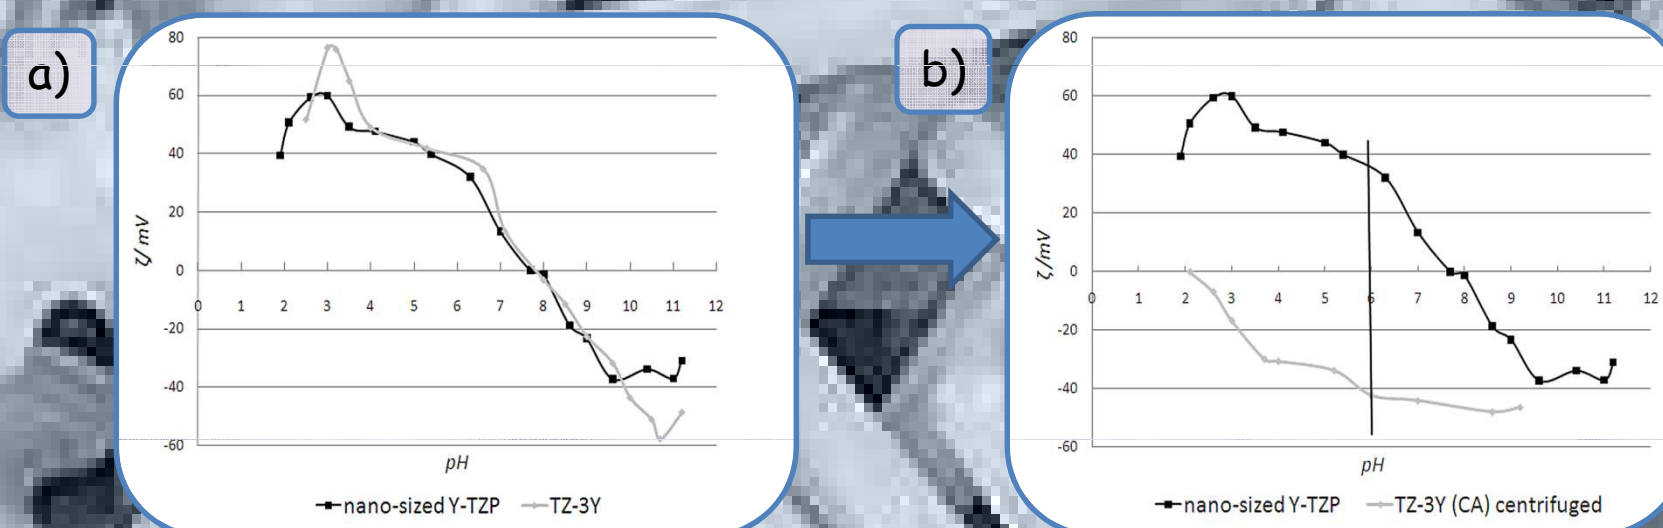 a)
80
60
40
20
0
-20
-40
-60
0 1 2 3 4 5 6 7 8 9 10 11 12
ζ/ mV
pH
nano-sized Y-TZP TZ-3Y
b)
80
60
40
20
0
-20
-40
-60
0 1 2 3 4 5 6 7 8 9 10 11 12
ζ/mV
pH
nano-sized Y-TZP TZ-3Y (CA) centrifuged